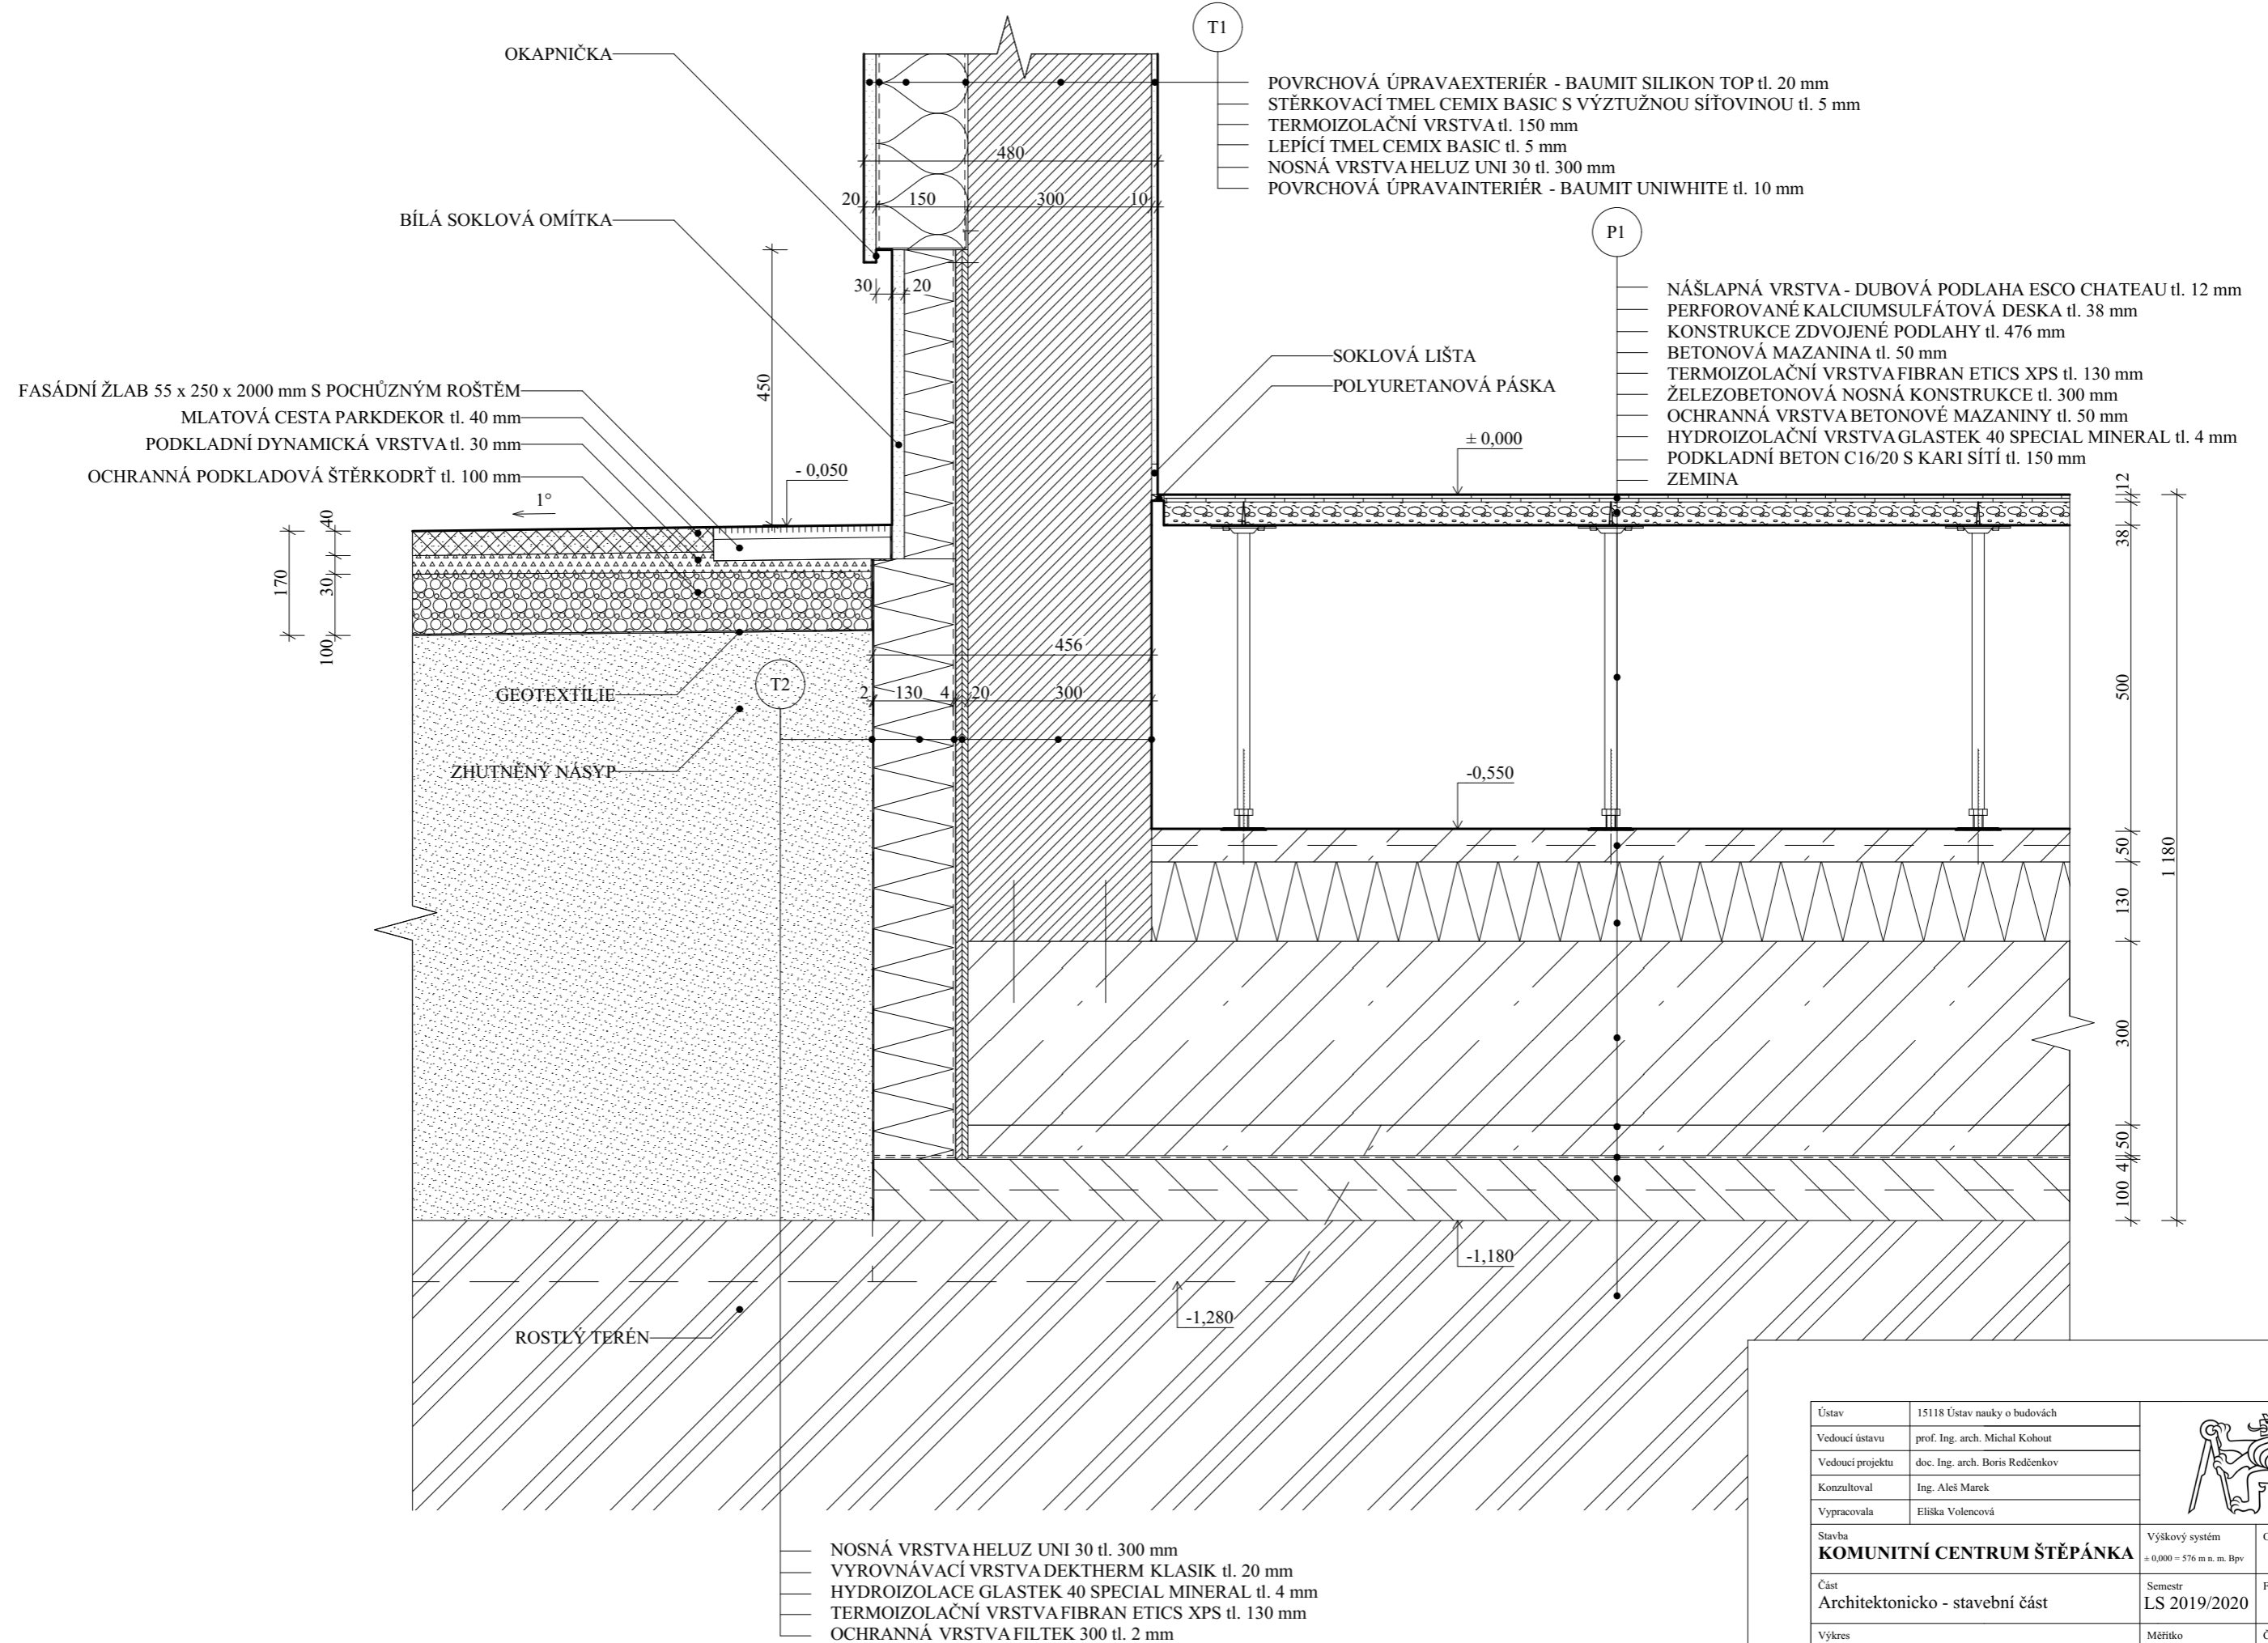 OKAPNIČKA
BÍLÁ SOKLOVÁ OMÍTKA
T1
POVRCHOVÁ ÚPRAVAEXTERIÉR - BAUMIT SILIKON TOP tl. 20 mm
STĚRKOVACÍ TMEL CEMIX BASIC S VÝZTUŽNOU SÍŤOVINOU tl. 5 mm
TERMOIZOLAČNÍ VRSTVA tl. 150 mm
LEPÍCÍ TMEL CEMIX BASIC tl. 5 mm
NOSNÁ VRSTVA HELUZ UNI 30 tl. 300 mm
POVRCHOVÁ ÚPRAVAINTERIÉR - BAUMIT UNIWHITE tl. 10 mm
480
20 150 300 10
30 20
450
P1
NÁŠLAPNÁ VRSTVA - DUBOVÁ PODLAHA ESCO CHATEAU tl. 12 mm
PERFOROVANÉ KALCIUMSULFÁTOVÁ DESKA tl. 38 mm
KONSTRUKCE ZDVOJENÉ PODLAHY tl. 476 mm
BETONOVÁ MAZANINA tl. 50 mm
TERMOIZOLAČNÍ VRSTVA FIBRAN ETICS XPS tl. 130 mm
ŽELEZOBETONOVÁ NOSNÁ KONSTRUKCE tl. 300 mm
OCHRANNÁ VRSTVA BETONOVÉ MAZANINY tl. 50 mm
HYDROIZOLAČNÍ VRSTVA GLASTEK 40 SPECIAL MINERAL tl. 4 mm
PODKLADNÍ BETON C16/20 S KARI SÍTÍ tl. 150 mm
ZEMINA
SOKLOVÁ LIŠTA
POLYURETANOVÁ PÁSKA
FASÁDNÍ ŽLAB 55 x 250 x 2000 mm S POCHŮZNÝM ROŠTĚM
MLATOVÁ CESTA PARKDEKOR tl. 40 mm
PODKLADNÍ DYNAMICKÁ VRSTVA tl. 30 mm
OCHRANNÁ PODKLADOVÁ ŠTĚRKODRŤ tl. 100 mm
1°
- 0,050
± 0,000
170
40
30
100
GEOTEXTÍLIE
T2
ZHUTNĚNÝ NÁSYP
456
2 130 4 20 300
-0,550
12
38
500
50
130
300
50
4
100
1 180
-1,180
-1,280
ROSTLÝ TERÉN
NOSNÁ VRSTVA HELUZ UNI 30 tl. 300 mm
VYROVNÁVACÍ VRSTVA DEKTHERM KLASIK tl. 20 mm
HYDROIZOLACE GLASTEK 40 SPECIAL MINERAL tl. 4 mm
TERMOIZOLAČNÍ VRSTVA FIBRAN ETICS XPS tl. 130 mm
OCHRANNÁ VRSTVA FILTEK 300 tl. 2 mm
Ústav 15118 Ústav nauky o budovách
Vedoucí ústavu prof. Ing. arch. Michal Kohout
Vedoucí projektu doc. Ing. arch. Boris Redčenkov
Konzultoval Ing. Aleš Marek
Vypracovala Eliška Volencová
Stavba
KOMUNITNÍ CENTRUM ŠTĚPÁNKA
Výškový systém
± 0,000 = 576 m n. m. Bpv
Část
Architektonicko - stavební část
Semestr
LS 2019/2020
Výkres
Měřítko